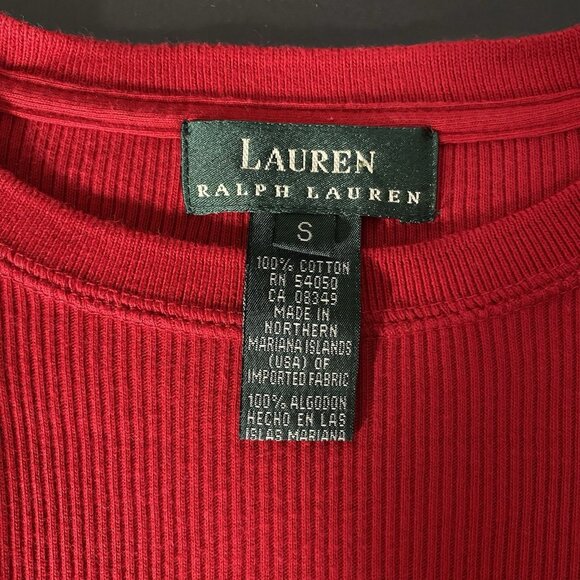 LAUREN
RALPH LAUREN
S
100% COTTON
RN 54050
CA 08349
MADE IN
NORTHERN
MARIANA ISLANDS
(USA) OF
IMPORTED FABRIC
100% ALGODON
HECHO EN LAS
ISLAS MARIANA